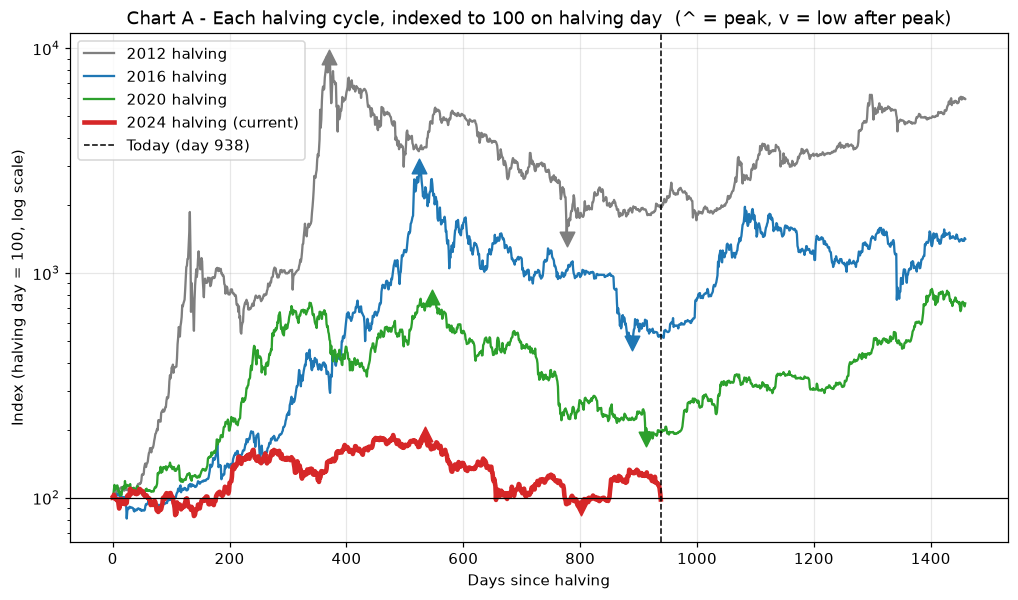 Chart A - Each halving cycle, indexed to 100 on halving day  (^ = peak, v = low after peak)
2012 halving
2016 halving
2020 halving
2024 halving (current)
Today (day 938)
Index (halving day = 100, log scale)
10⁴
10³
10²
0 200 400 600 800 1000 1200 1400
Days since halving